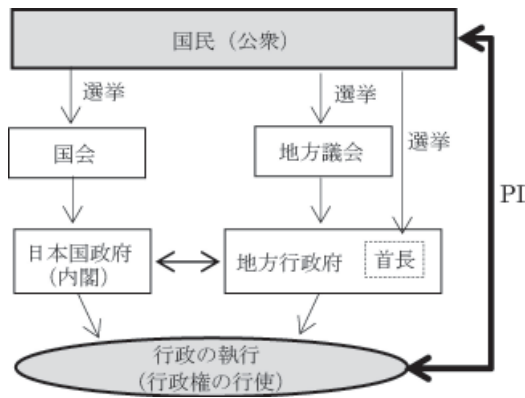 国民（公衆）
選挙
選挙
選挙
国会
地方議会
PI
日本国政府
（内閣）
地方行政府
首長
行政の執行
（行政権の行使）